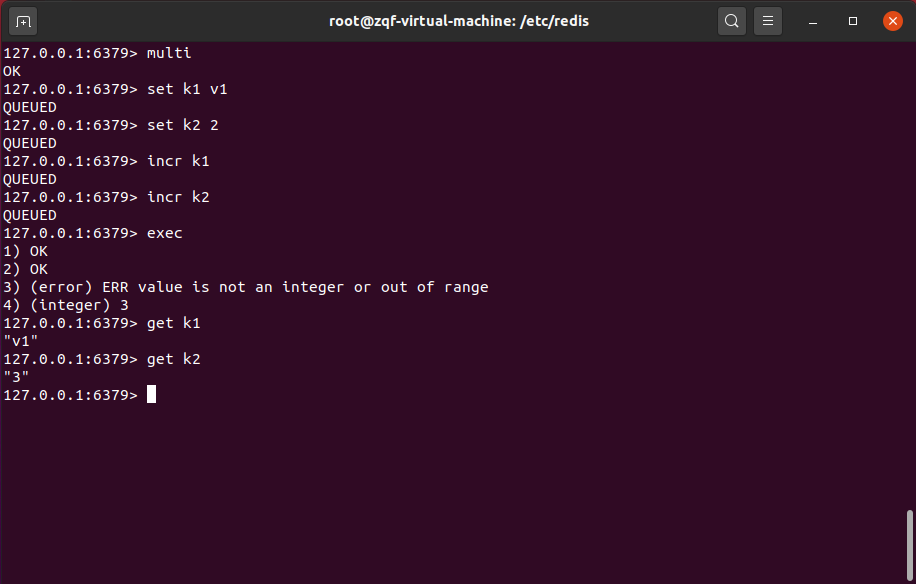 root@zqf-virtual-machine: /etc/redis
127.0.0.1:6379> multi
OK
127.0.0.1:6379> set k1 v1
QUEUED
127.0.0.1:6379> set k2 2
QUEUED
127.0.0.1:6379> incr k1
QUEUED
127.0.0.1:6379> incr k2
QUEUED
127.0.0.1:6379> exec
1) OK
2) OK
3) (error) ERR value is not an integer or out of range
4) (integer) 3
127.0.0.1:6379> get k1
"v1"
127.0.0.1:6379> get k2
"3"
127.0.0.1:6379>